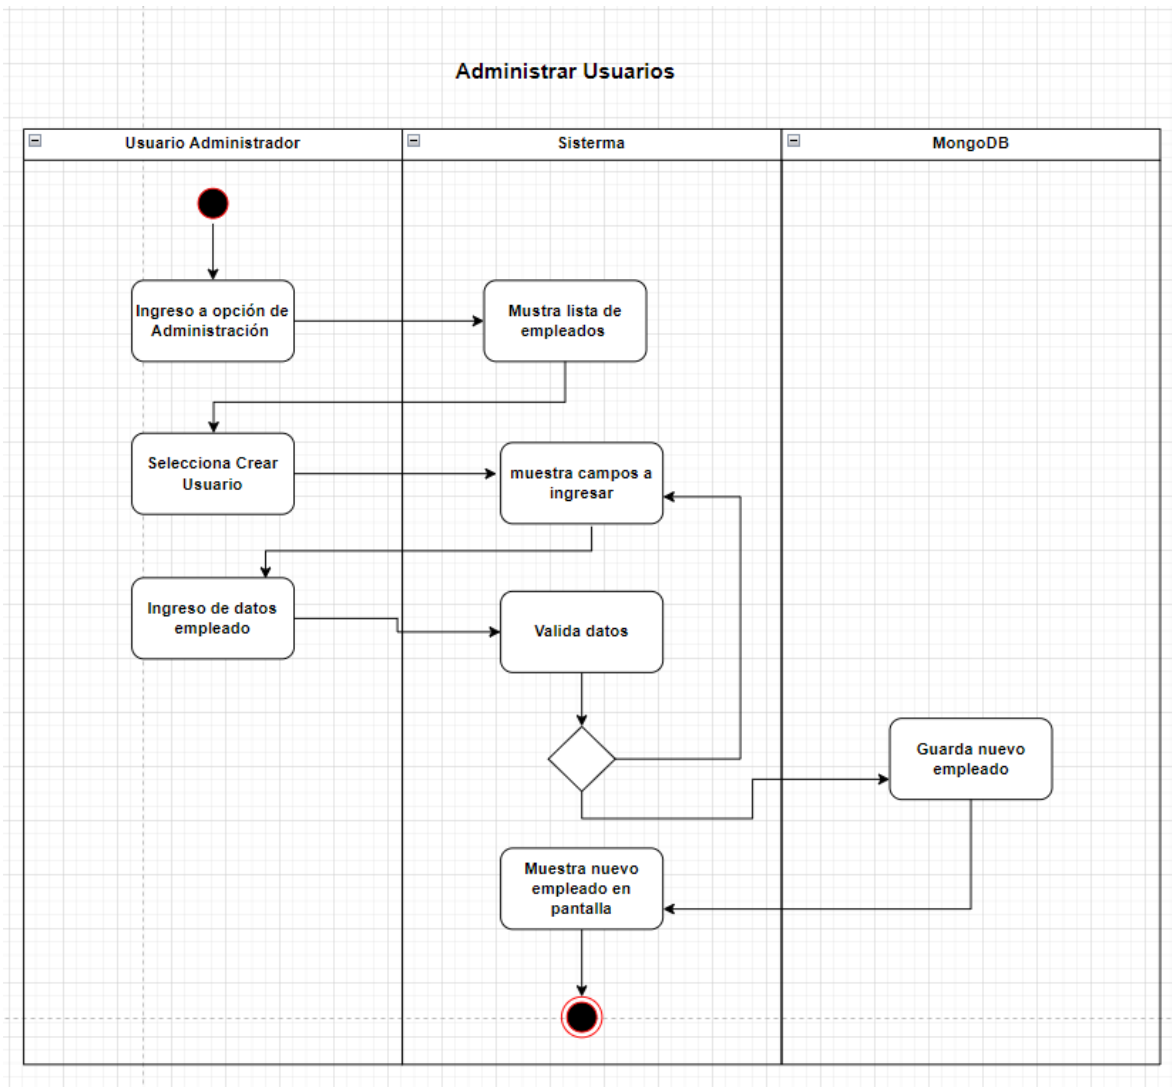 Administrar Usuarios
Usuario Administrador
Sisterma
MongoDB
Ingreso a opción de
Administración
Mustra lista de
empleados
Selecciona Crear
Usuario
muestra campos a
ingresar
Ingreso de datos
empleado
Valida datos
Guarda nuevo
empleado
Muestra nuevo
empleado en
pantalla